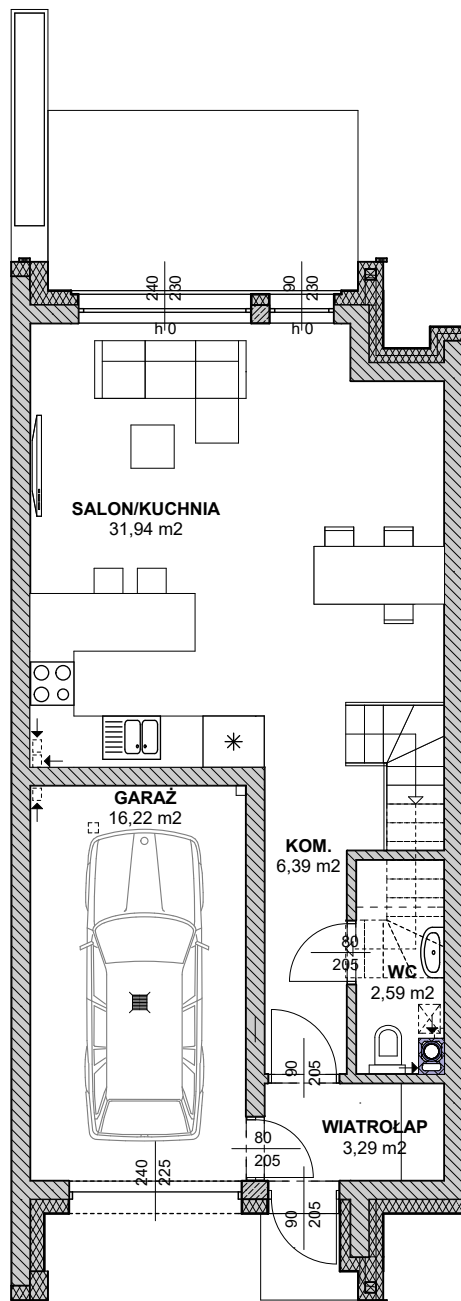 240
230
90
230
h 0
h 0
SALON/KUCHNIA
31,94 m2
GARAŻ
16,22 m2
KOM.
6,39 m2
80
205
WC
2,59 m2
90
205
WIATROŁAP
3,29 m2
80
205
240
225
90
205